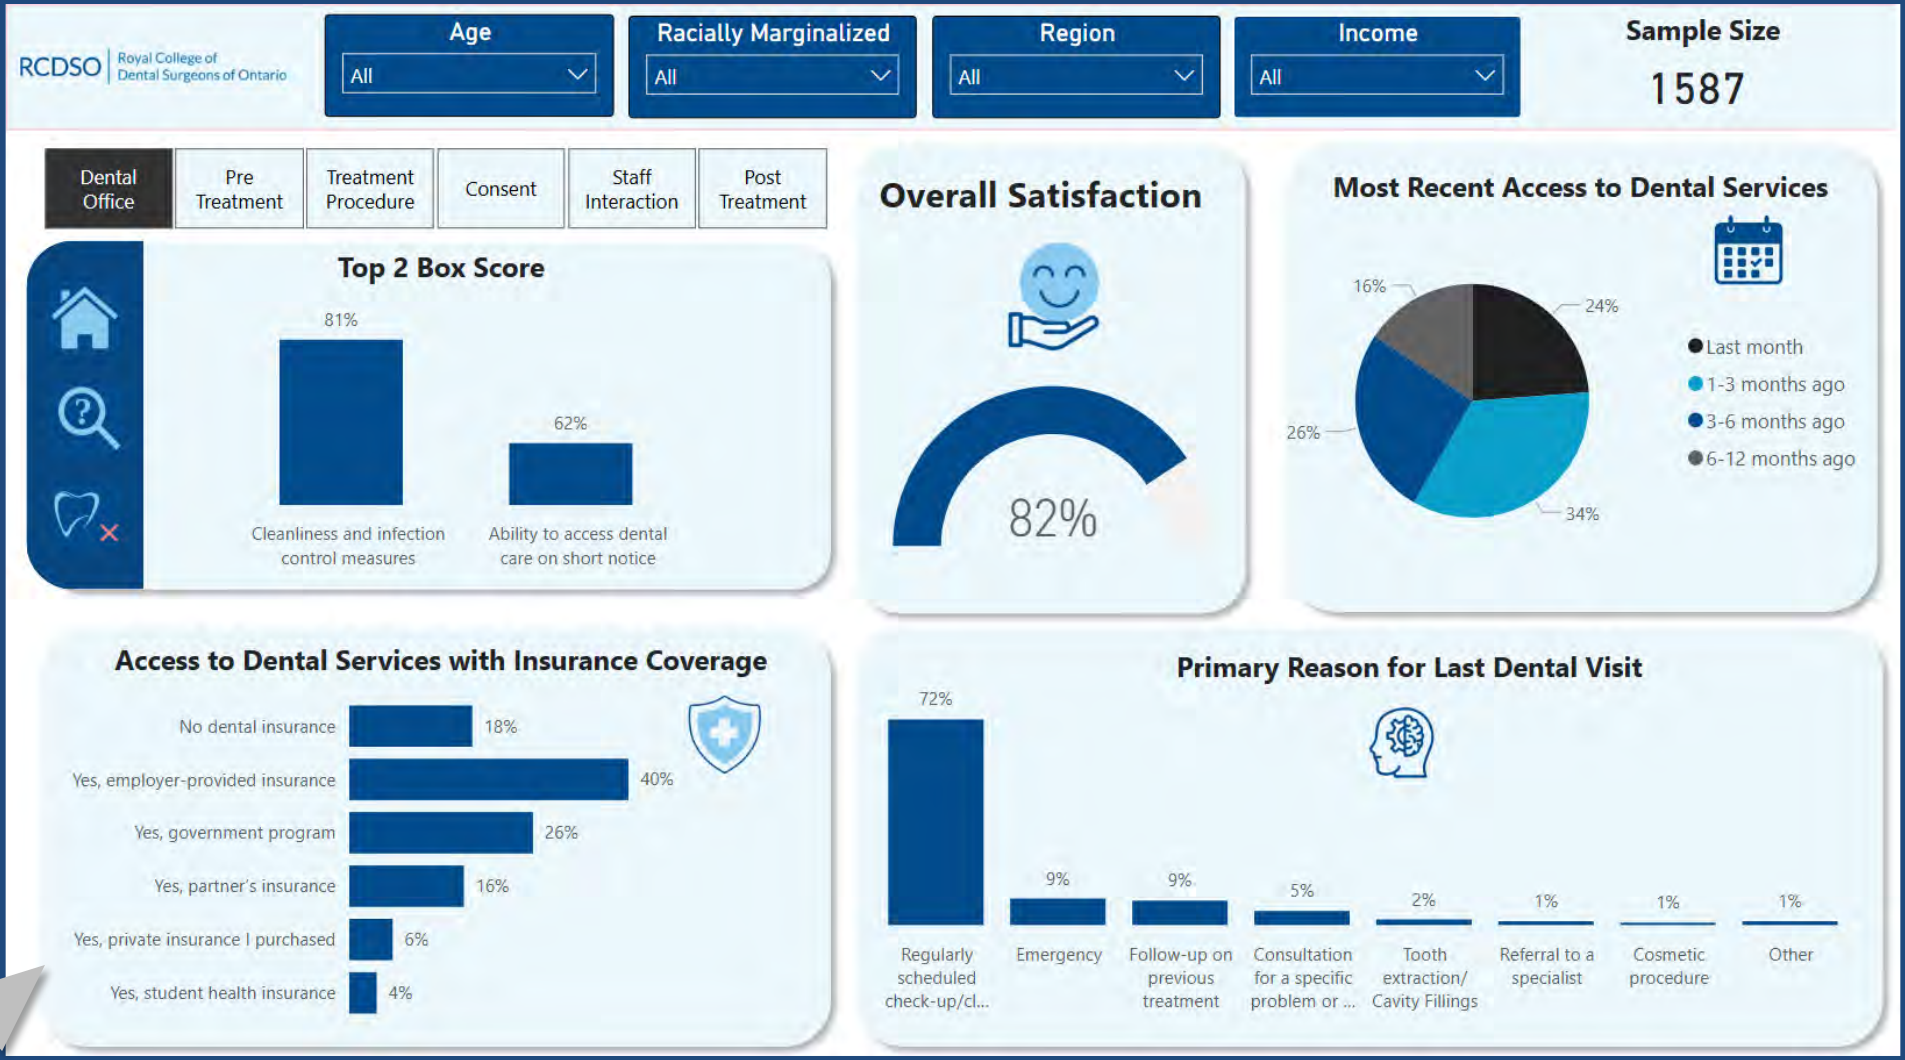 RCDSO
Royal College of
Dental Surgeons of Ontario
Age
All
Racially Marginalized
All
Region
All
Income
All
Sample Size
1587
Dental
Office
Pre
Treatment
Treatment
Procedure
Consent
Staff
Interaction
Post
Treatment
Top 2 Box Score
81%
62%
Cleanliness and infection
control measures
Ability to access dental
care on short notice
?
Overall Satisfaction
82%
Most Recent Access to Dental Services
16%
24%
26%
34%
Last month
1-3 months ago
3-6 months ago
6-12 months ago
Access to Dental Services with Insurance Coverage
No dental insurance 18%
Yes, employer-provided insurance 40%
Yes, government program 26%
Yes, partner's insurance 16%
Yes, private insurance I purchased 6%
Yes, student health insurance 4%
Primary Reason for Last Dental Visit
72%
9%
9%
5%
2%
1%
1%
1%
Regularly
scheduled
check-up/cl...
Emergency
Follow-up on
previous
treatment
Consultation
for a specific
problem or ...
Tooth
extraction/
Cavity Fillings
Referral to a
specialist
Cosmetic
procedure
Other